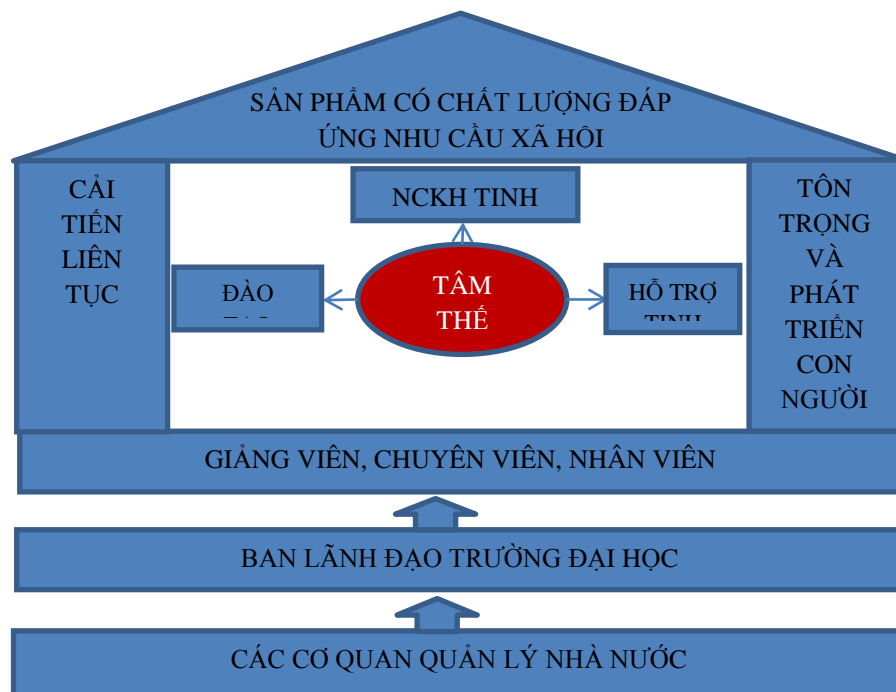 SẢN PHẨM CÓ CHẤT LƯỢNG ĐÁP
ỨNG NHU CẦU XÃ HÔI
CẢI
TIẾN
LIÊN
TỤC
NCKH TINH
ĐÀO
TÂM
THẾ
HỖ TRỢ
TINH
TÔN
TRỌNG
VÀ
PHÁT
TRIỂN
CON
NGƯỜI
GIẢNG VIÊN, CHUYÊN VIÊN, NHÂN VIÊN
BAN LÃNH ĐẠO TRƯỜNG ĐẠI HỌC
CÁC CƠ QUAN QUẢN LÝ NHÀ NƯỚC